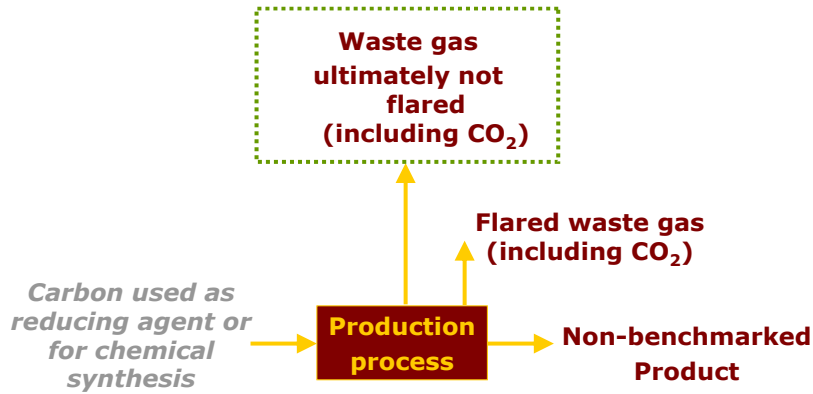 Waste gas
ultimately not
flared
(including CO₂)
Flared waste gas
(including CO₂)
Carbon used as
reducing agent or
for chemical
synthesis
Production
process
Non-benchmarked
Product